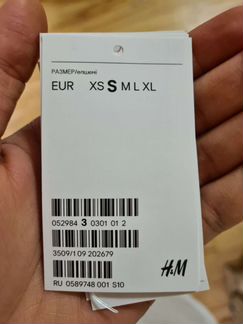 РАЗМЕР/өлшемі
EUR XS S M L XL
052984 3 0301 01 2
3509/109 202679
H&M
RU 0589748 001 S10